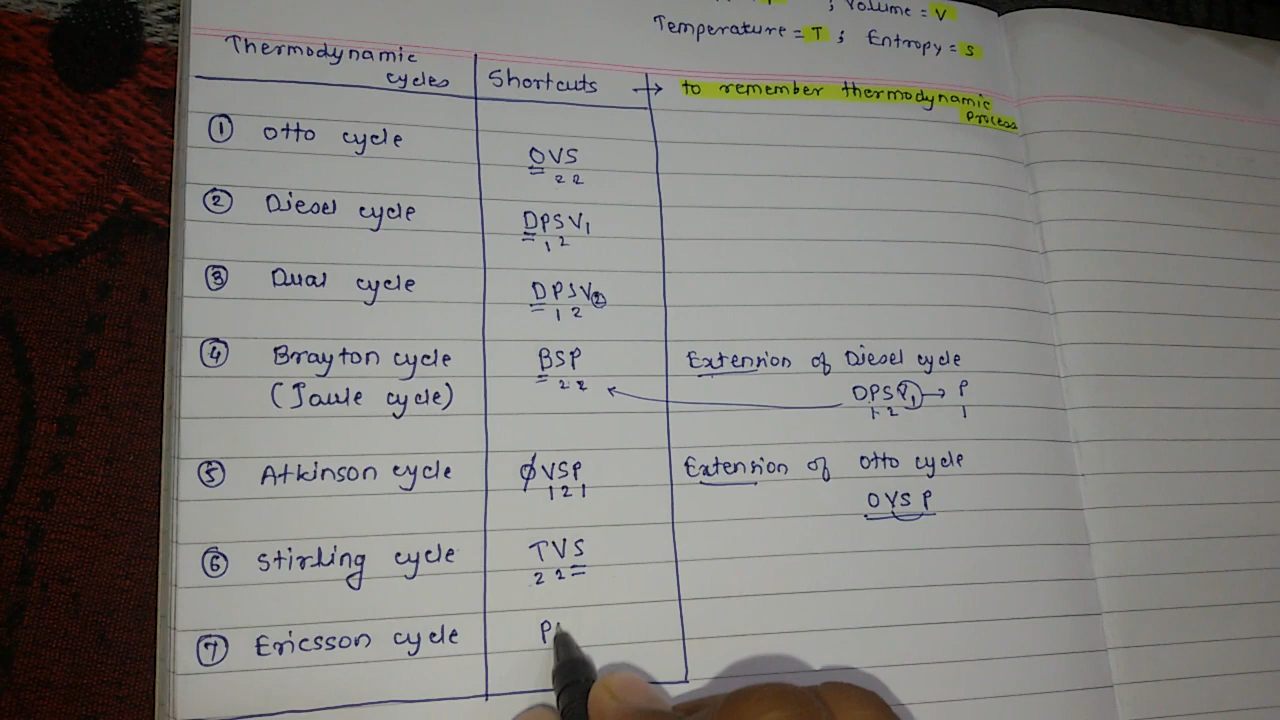 ; Volume = V
Temperature = T ; Entropy = S
Thermodynamic cycles
Shortcuts → to remember thermodynamic process
① Otto cycle
OVS
2 2
② Diesel cycle
DPSV1
1 2
③ Dual cycle
DPSV②
1 2
④ Brayton cycle
(Joule cycle)
BSP
2 2
Extension of Diesel cycle
1 2
→ P
1
⑤ Atkinson cycle
VSP
1 2 1
Extension of Otto cycle
OVSP
⑥ Stirling cycle
TVS
2 2
⑦ Ericsson cycle
P